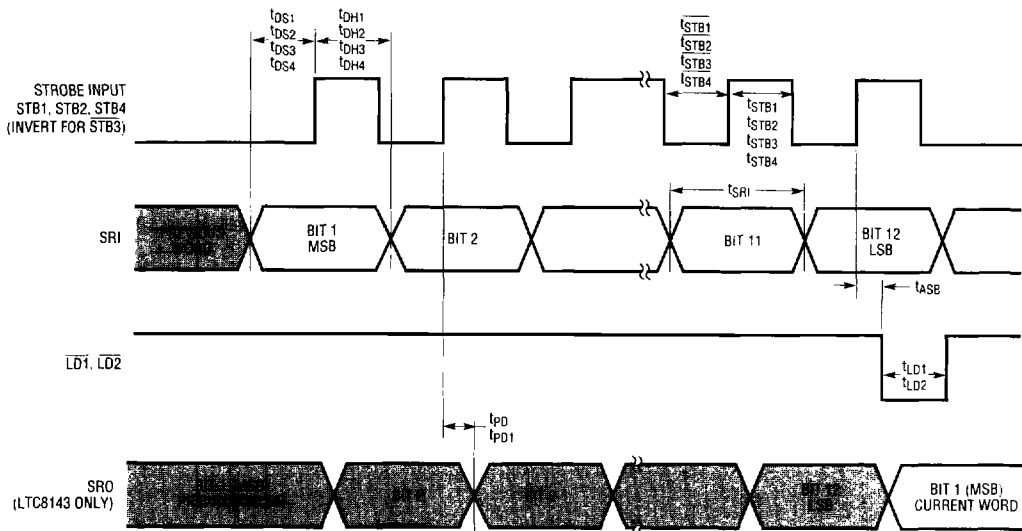 tDS1
tDS2
tDS3
tDS4
tDH1
tDH2
tDH3
tDH4
tSTB1
tSTB2
tSTB3
tSTB4
STROBE INPUT
STB1, STB2, STB4
(INVERT FOR STB3)
tSTB1
tSTB2
tSTB3
tSTB4
tSRI
SRI
BIT 1
MSB
BIT 2
BIT 11
BIT 12
LSB
tASB
LD1, LD2
tLD1
tLD2
tPD
tPD1
SRO
(LTC8143 ONLY)
LSB
BIT 1 (MSB)
CURRENT WORD